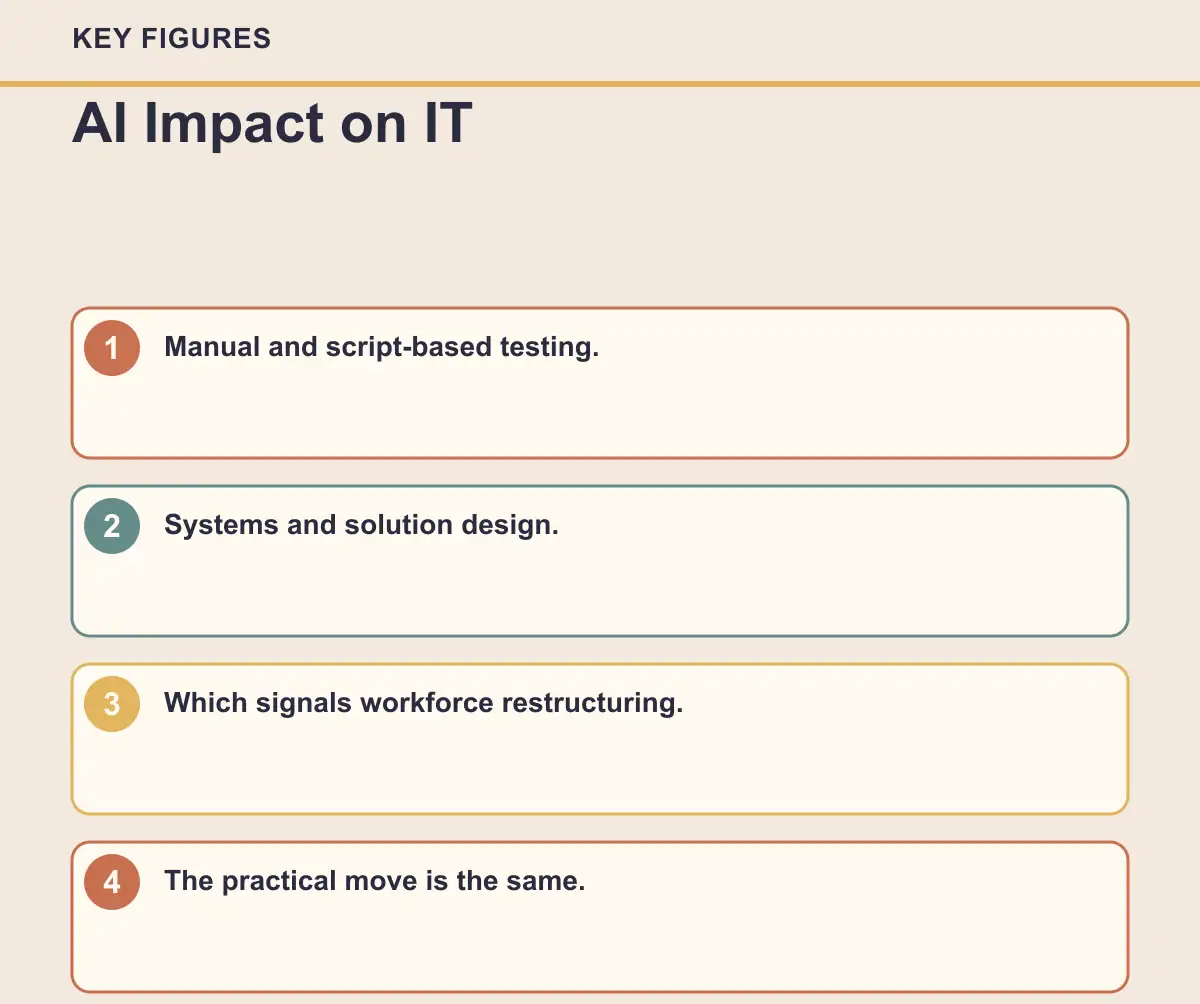 KEY FIGURES
AI Impact on IT
1 Manual and script-based testing.
2 Systems and solution design.
3 Which signals workforce restructuring.
4 The practical move is the same.